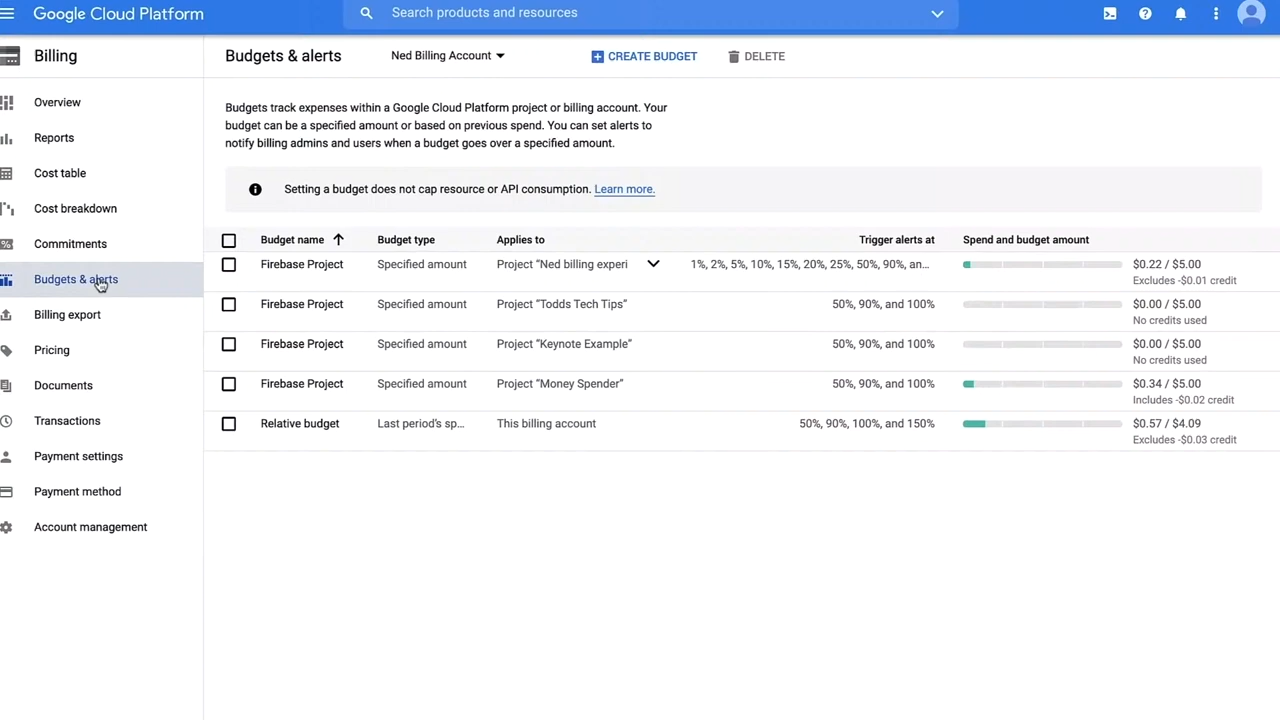 Google Cloud Platform
Search products and resources
Billing
Budgets & alerts
Ned Billing Account
CREATE BUDGET
DELETE
Overview
Reports
Cost table
Cost breakdown
Commitments
Budgets & alerts
Billing export
Pricing
Documents
Transactions
Payment settings
Payment method
Account management
Budgets track expenses within a Google Cloud Platform project or billing account. Your
budget can be a specified amount or based on previous spend. You can set alerts to
notify billing admins and users when a budget goes over a specified amount.
Setting a budget does not cap resource or API consumption. Learn more.
Budget name Budget type Applies to Trigger alerts at Spend and budget amount
Firebase Project Specified amount Project “Ned billing experi 1%, 2%, 5%, 10%, 15%, 20%, 25%, 50%, 90%, an... $0.22 / $5.00
Excludes -$0.01 credit
Firebase Project Specified amount Project “Todds Tech Tips” 50%, 90%, and 100% $0.00 / $5.00
No credits used
Firebase Project Specified amount Project “Keynote Example” 50%, 90%, and 100% $0.00 / $5.00
No credits used
Firebase Project Specified amount Project “Money Spender” 50%, 90%, and 100% $0.34 / $5.00
Includes -$0.02 credit
Relative budget Last period’s sp... This billing account 50%, 90%, 100%, and 150% $0.57 / $4.09
Excludes -$0.03 credit